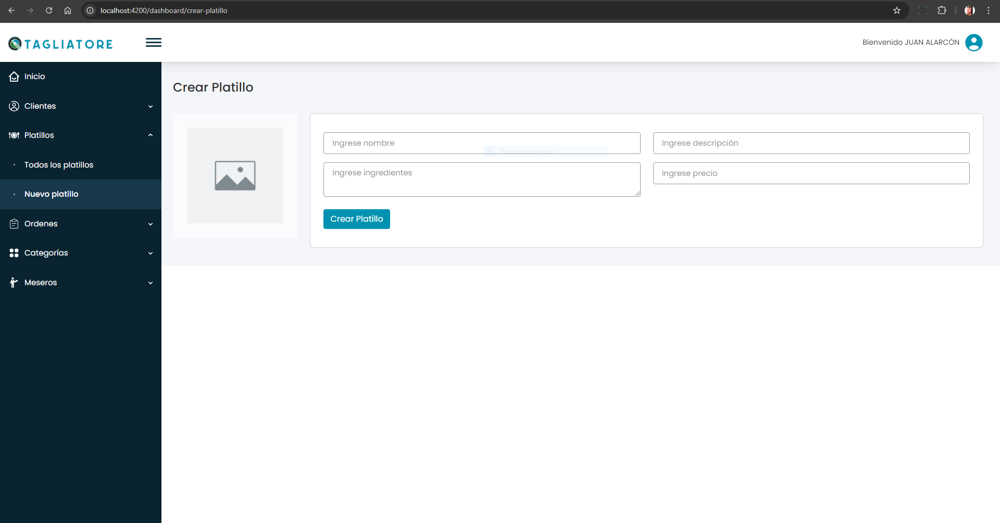 localhost:4200/dashboard/crear-platillo
TAGLIATORE
Bienvenido JUAN ALARCÓN
Inicio
Clientes
Platillos
Todos los platillos
Nuevo platillo
Ordenes
Categorías
Meseros
Crear Platillo
Ingrese nombre
Ingrese descripción
Recorte rectangular
Ingrese ingredientes
Ingrese precio
Crear Platillo